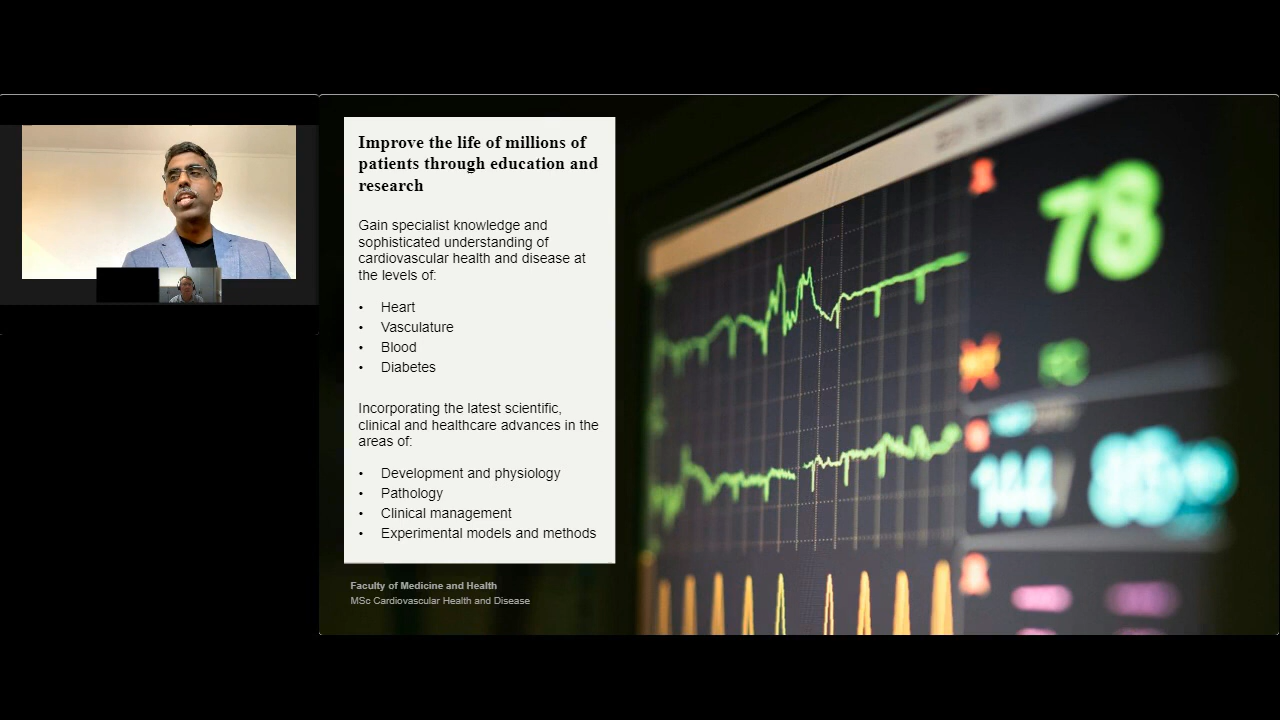 Improve the life of millions of
patients through education and
research
Gain specialist knowledge and
sophisticated understanding of
cardiovascular health and disease at
the levels of:
• Heart
• Vasculature
• Blood
• Diabetes
Incorporating the latest scientific,
clinical and healthcare advances in the
areas of:
• Development and physiology
• Pathology
• Clinical management
• Experimental models and methods
Faculty of Medicine and Health
MSc Cardiovascular Health and Disease
78
144